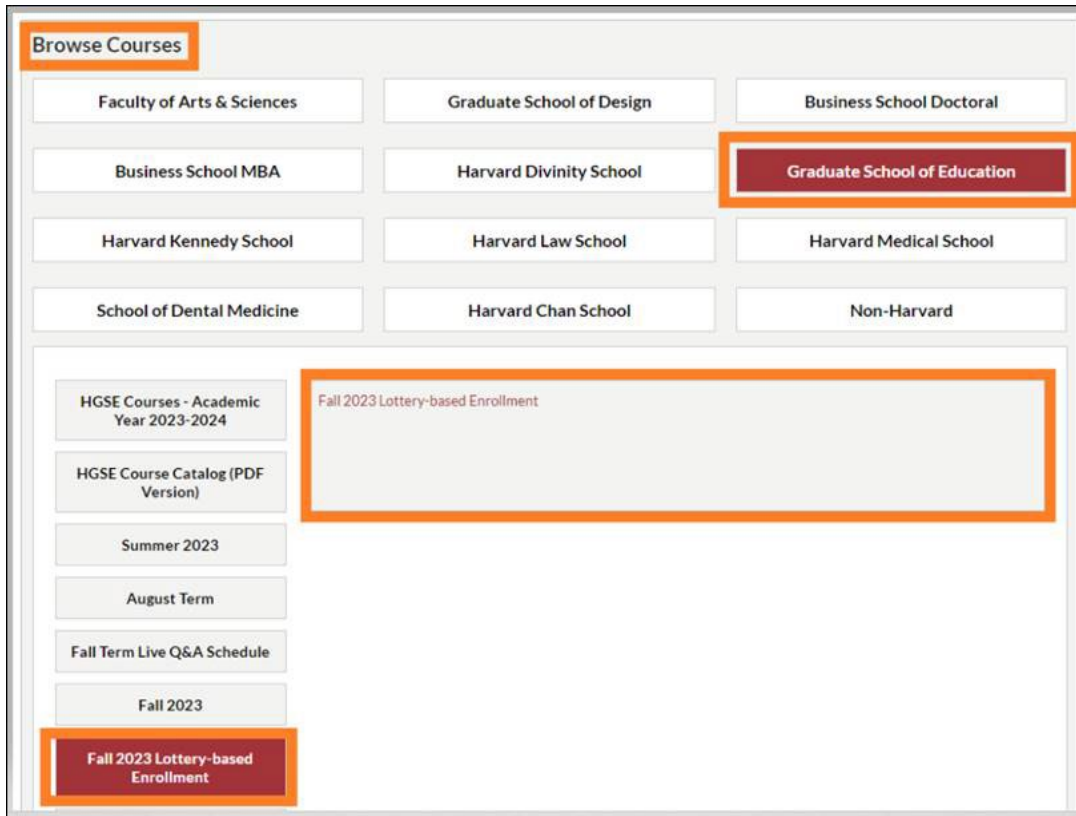 Browse Courses
Faculty of Arts & Sciences
Graduate School of Design
Business School Doctoral
Business School MBA
Harvard Divinity School
Graduate School of Education
Harvard Kennedy School
Harvard Law School
Harvard Medical School
School of Dental Medicine
Harvard Chan School
Non-Harvard
HGSE Courses - Academic
Year 2023-2024
Fall 2023 Lottery-based Enrollment
HGSE Course Catalog (PDF
Version)
Summer 2023
August Term
Fall Term Live Q&A Schedule
Fall 2023
Fall 2023 Lottery-based
Enrollment